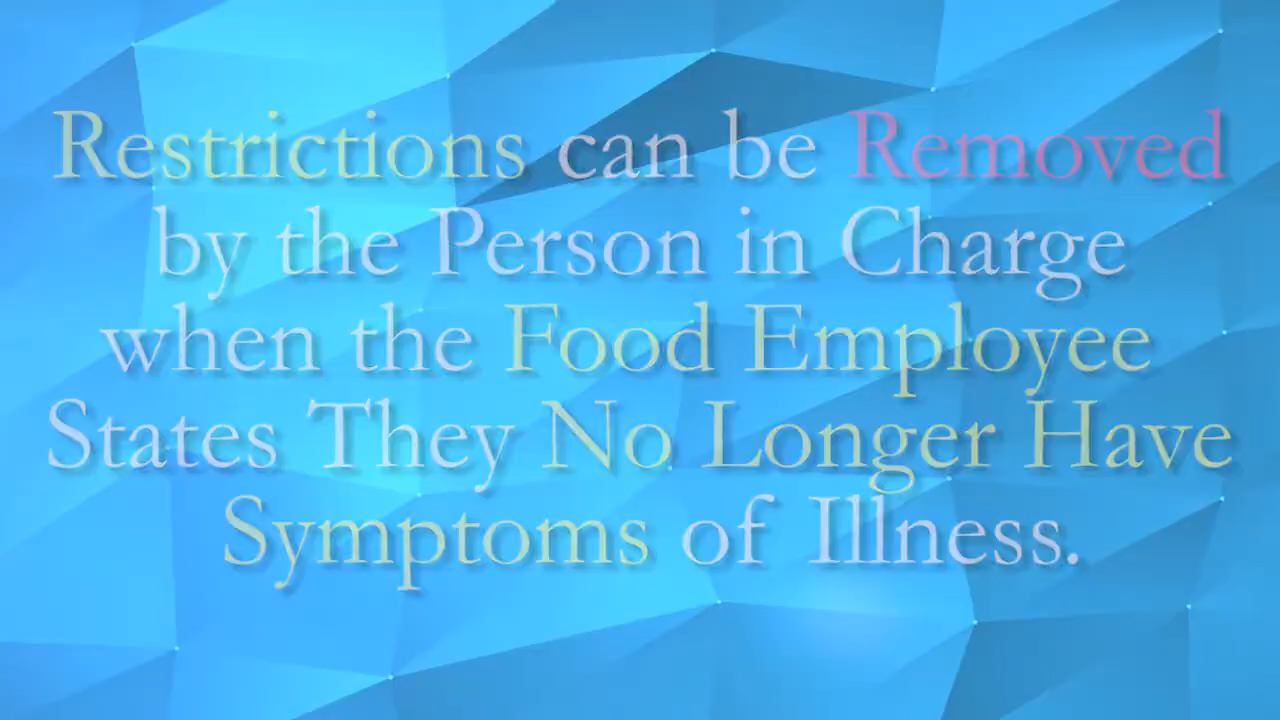 Restrictions can be Removed
by the Person in Charge
when the Food Employee
States They No Longer Have
Symptoms of Illness.